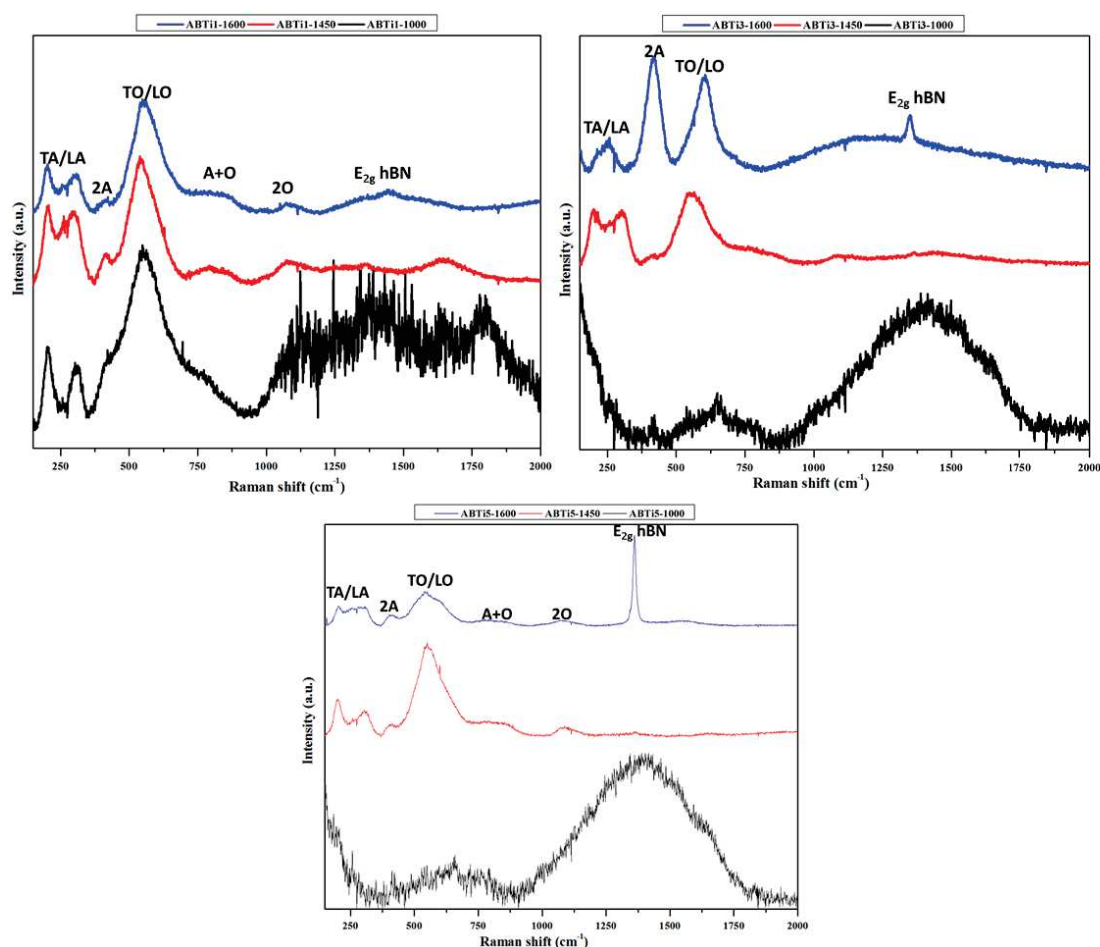 ABTi1-1600 ABTi1-1450 ABTi1-1000
TO/LO
TA/LA
2A
A+O
2O
E₂g hBN
Intensity (a.u.)
250 500 750 1000 1250 1500 1750 2000
Raman shift (cm⁻¹)
ABTi3-1600 ABTi3-1450 ABTi3-1000
2A
TO/LO
E₂g hBN
TA/LA
Intensity (a.u.)
250 500 750 1000 1250 1500 1750 2000
Raman shift (cm⁻¹)
ABTi5-1600 ABTi5-1450 ABTi5-1000
E₂g hBN
TO/LO
TA/LA
2A
A+O
2O
Intensity (a.u.)
250 500 750 1000 1250 1500 1750 2000
Raman shift (cm⁻¹)